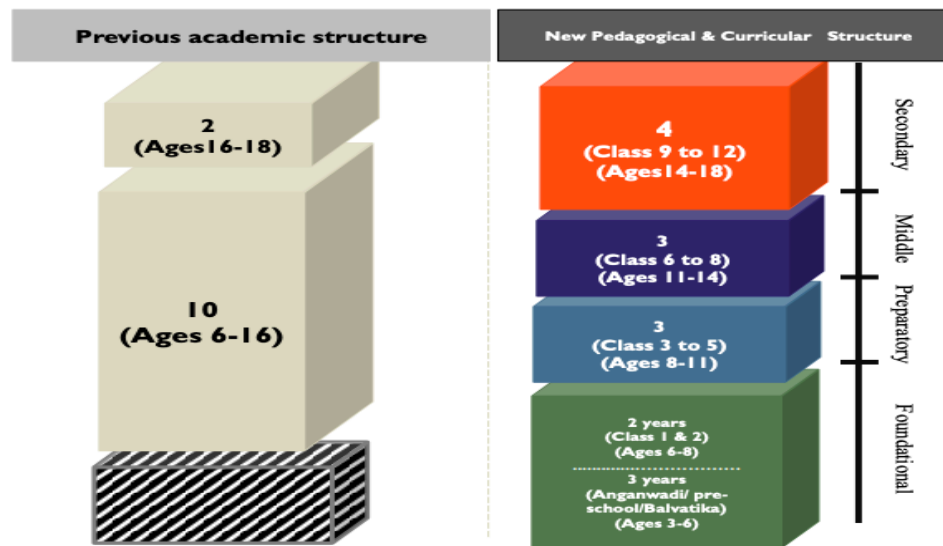 Previous academic structure
2
(Ages16-18)
10
(Ages 6-16)
New Pedagogical & Curricular Structure
4
(Class 9 to 12)
(Ages14-18)
3
(Class 6 to 8)
(Ages 11-14)
3
(Class 3 to 5)
(Ages 8-11)
2 years
(Class 1 & 2)
(Ages 6-8)
3 years
(Anganwadi/ pre-
school/Balvatika)
(Ages 3-6)
Secondary
Middle
Preparatory
Foundational